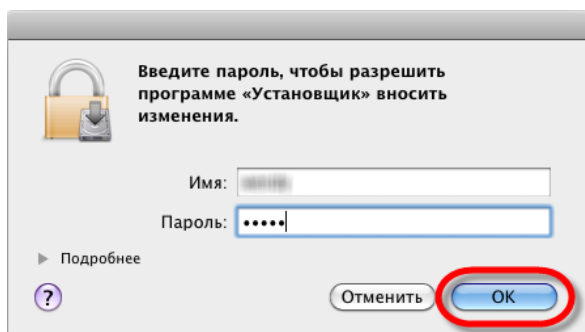 Введите пароль, чтобы разрешить
программе «Установщик» вносить
изменения.
Имя:
Пароль: •••••
Подробнее
? Отменить OK